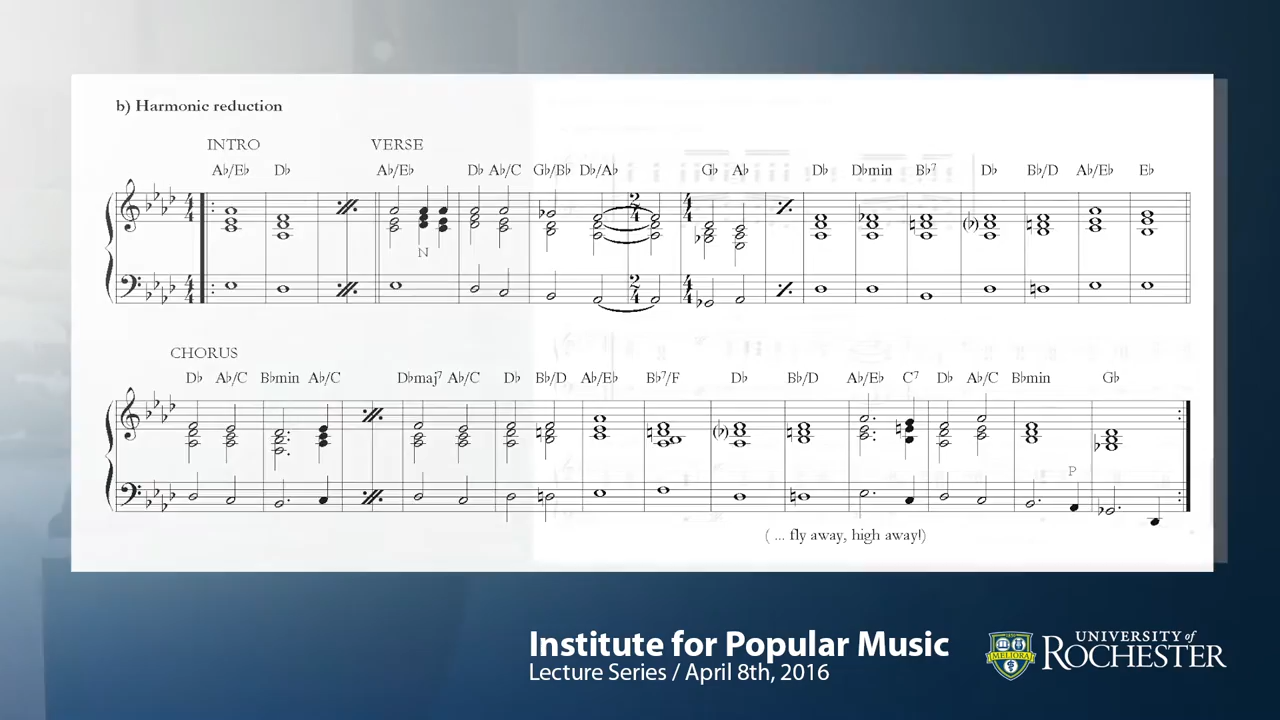 b) Harmonic reduction
INTRO VERSE
A♭/E♭ D♭ A♭/E♭ D♭ A♭/C G♭/B♭ D♭/A♭ G♭ A♭ D♭ D♭min B♭7 D♭ B♭/D A♭/E♭ E♭
N
CHORUS
D♭ A♭/C B♭min A♭/C D♭maj7 A♭/C D♭ B♭/D A♭/E♭ B♭7/F D♭ B♭/D A♭/E♭ C7 D♭ A♭/C B♭min G♭
P
( ... fly away, high away!)
Institute for Popular Music
Lecture Series / April 8th, 2016
MELIORA
UNIVERSITY of
ROCHESTER